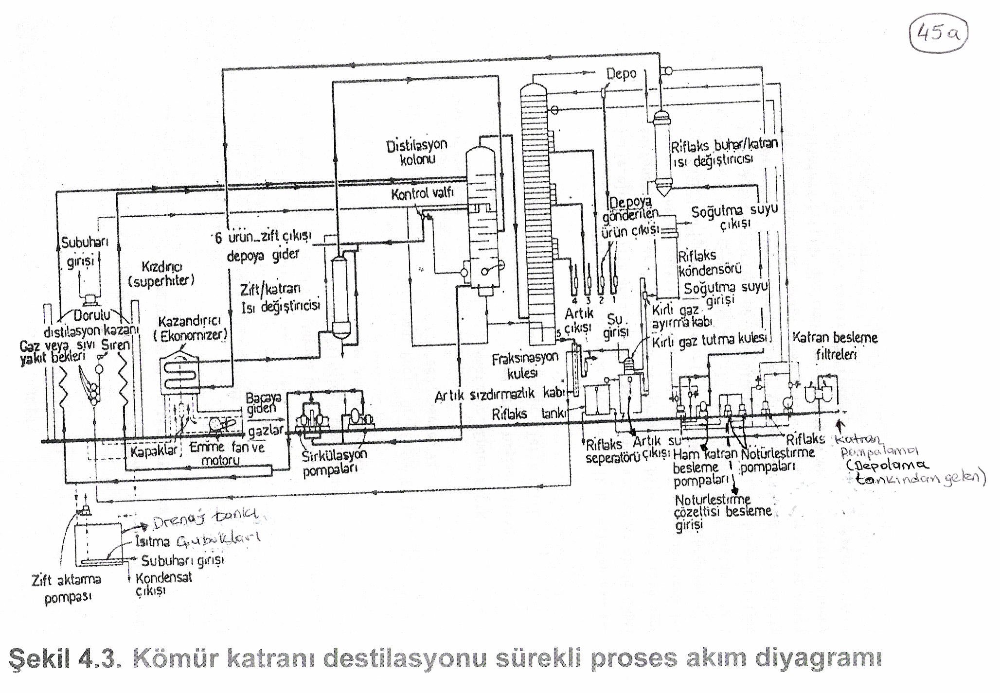 45a
Depo
Distilasyon
kolonu
Riflaks buhar/katran
ısı değiştiricisi
Kontrol valfı
Depoya
gönderilen
ürün çıkışı
Soğutma suyu
çıkışı
6 ürün_zift çıkışı
depoya gider
Subuharı
girişi
Kızdırıcı
(superhiter)
Riflaks
kondensörü
Zift/katran
Isı değiştiricisi
Soğutma suyu
girişi
4 3 2 1
Dorulu
distilasyon kazanı
Kazandırıcı
(Ekonomizer)
Artık
çıkışı
5
Su
girişi
Kirli gaz
ayırma kabı
Kirli gaz tutma kulesi
Katran besleme
filtreleri
Gaz veya sıvı
yakıt bekleri
Siren
Fraksinasyon
kulesi
Artık sızdırmazlık kabı
Riflaks tankı
Bacaya
giden
gazlar
Kapaklar
Emme fan ve
motoru
Sirkülasyon
pompaları
Riflaks
seperatörü
Artık su
çıkışı
Ham katran
besleme
pompaları
Notürleştirme
pompaları
Riflaks
Katran
Pompalama
(Depolama
tankından gelen)
Noturlestirme
çözeltisi besleme
girişi
Drenaj tankı
Isıtma Çubukları
Subuharı girişi
Kondensat
çıkışı
Zift aktarma
pompası
Şekil 4.3. Kömür katranı destilasyonu sürekli proses akım diyagramı